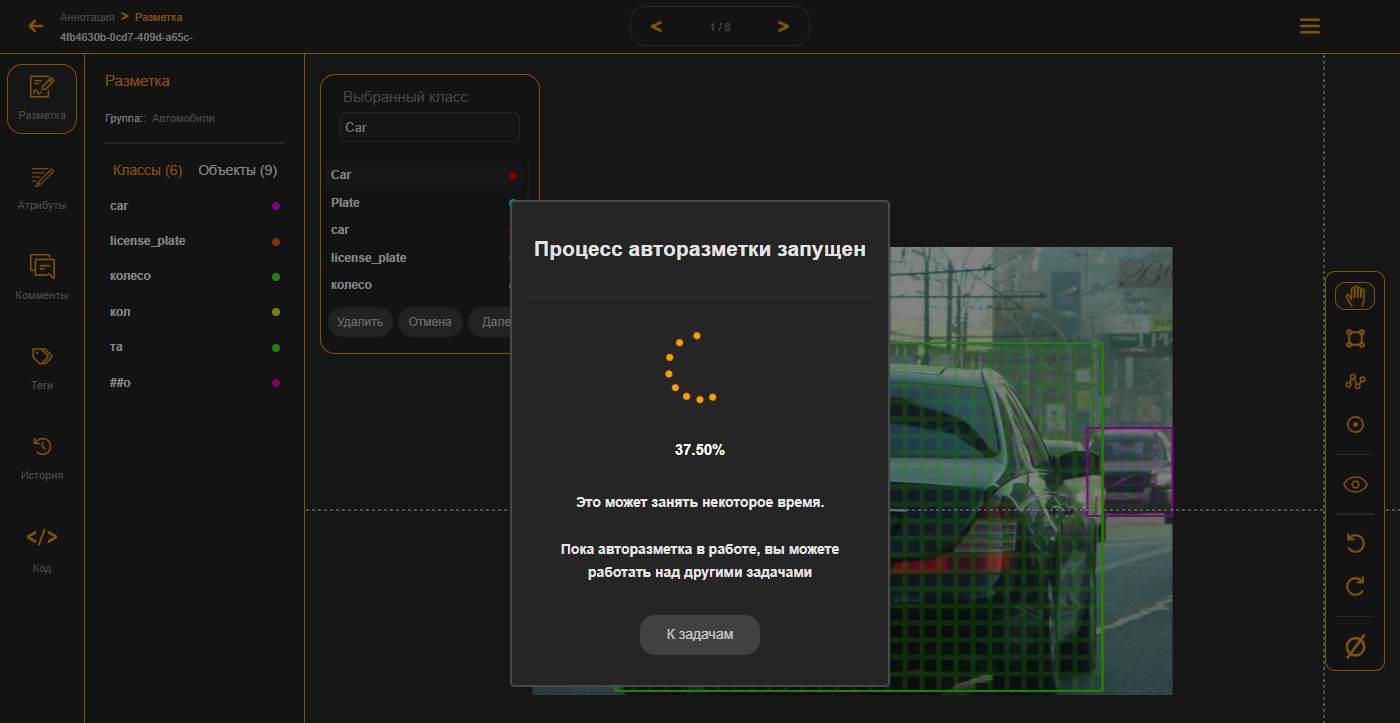 Аннотация > Разметка
4fb4630b-0cd7-409d-a65c-
< 1 / 8 >
Разметка
Атрибуты
Комменты
Теги
История
</>
Код
Разметка
Группа:: Автомобили
Классы (6) Объекты (9)
car
license_plate
колесо
кол
та
##о
Выбранный класс
Car
Car
Plate
car
license_plate
колесо
Удалить Отмена Дале
Процесс авторазметки запущен
37.50%
Это может занять некоторое время.
Пока авторазметка в работе, вы можете
работать над другими задачами
К задачам